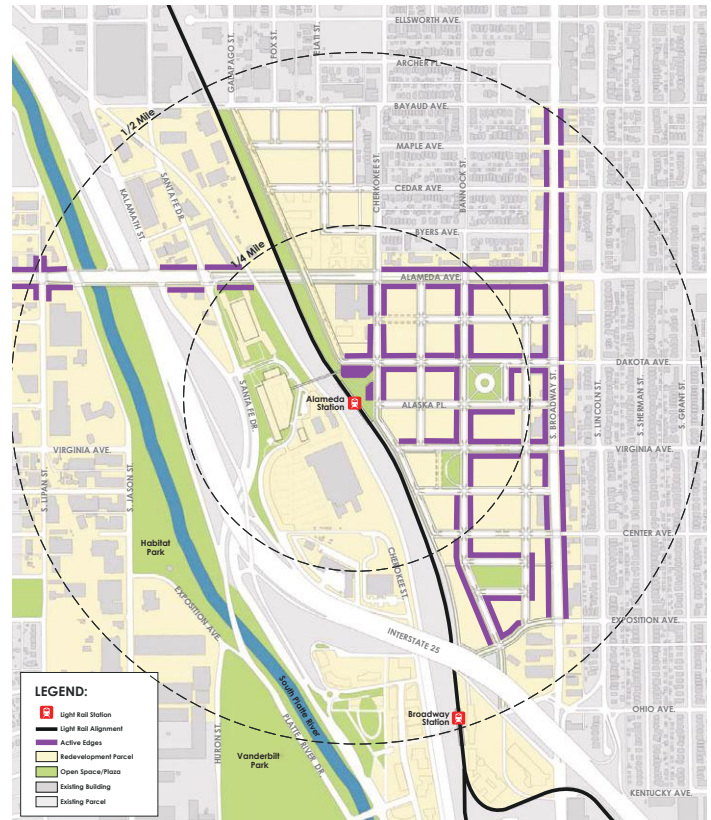 ELLSWORTH AVE.
GALAPAGO ST.
FOX ST.
ELATI ST.
ARCHER PL.
BAYAUD AVE.
1/2 Mile
MAPLE AVE.
CHERKOKEE ST.
BANNOCK ST
KALAMATH ST.
SANTA FE DR.
CEDAR AVE.
BYERS AVE.
1/4 Mile
ALAMEDA AVE.
DAKOTA AVE.
SANTA FE DR.
Alameda
Station
ALASKA PL.
S. BROADWAY ST.
S. LINCOLN ST.
S. SHERMAN ST.
S. GRANT ST.
VIRGINIA AVE.
VIRGINIA AVE.
S. LIPAN ST.
S. JASON ST.
CENTER AVE.
Habitat
Park
CHEROKEE ST.
EXPOSITION AVE.
EXPOSITION AVE.
INTERSTATE 25
LEGEND:
Light Rail Station
Light Rail Alignment
Active Edges
Redevelopment Parcel
Open Space/Plaza
Existing Building
Existing Parcel
HURON ST.
South Platte River
PLATTE RIVER DR.
Vanderbilt
Park
Broadway
Station
OHIO AVE.
KENTUCKY AVE.